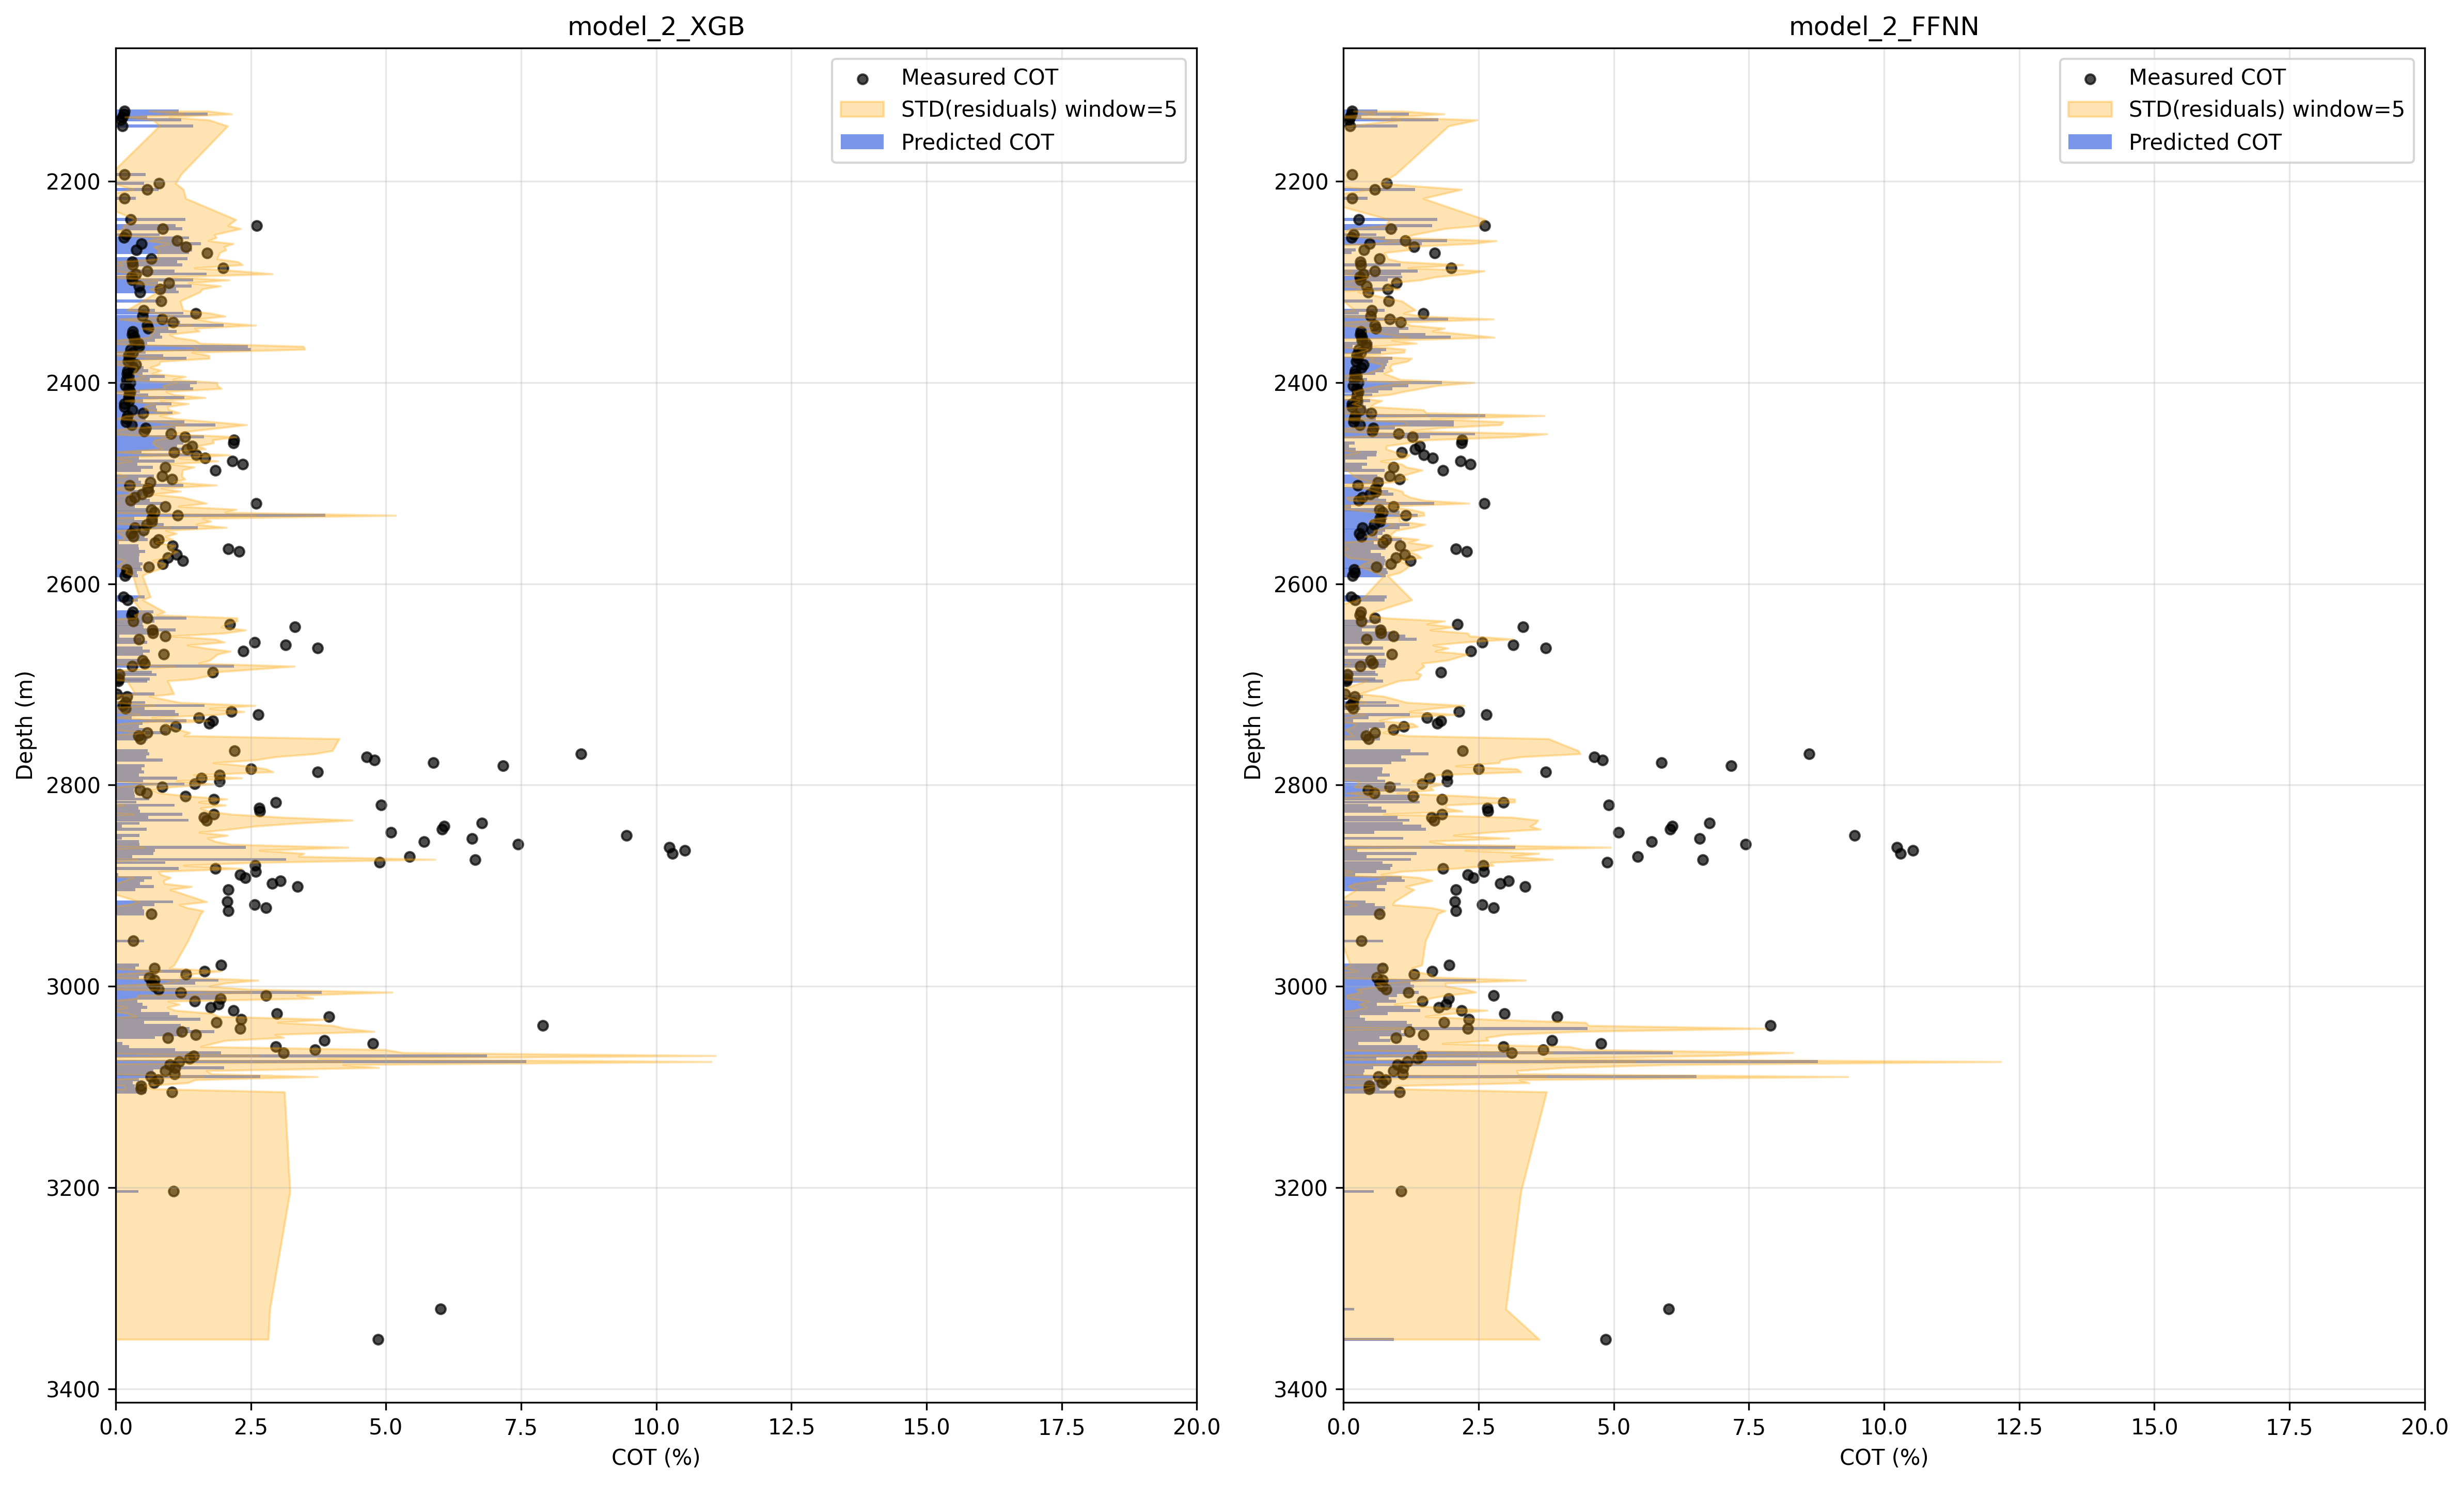 model_2_XGB
Measured COT
STD(residuals) window=5
Predicted COT
Depth (m)
2200
2400
2600
2800
3000
3200
3400
0.0 2.5 5.0 7.5 10.0 12.5 15.0 17.5 20.0
COT (%)
model_2_FFNN
Measured COT
STD(residuals) window=5
Predicted COT
Depth (m)
2200
2400
2600
2800
3000
3200
3400
0.0 2.5 5.0 7.5 10.0 12.5 15.0 17.5 20.0
COT (%)